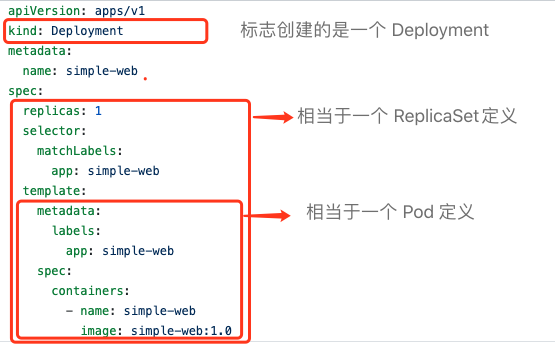 apiVersion: apps/v1
kind: Deployment 标志创建的是一个 Deployment
metadata:
  name: simple-web
spec:
  replicas: 1 相当于一个 ReplicaSet定义
  selector:
    matchLabels:
      app: simple-web
  template:
    metadata: 相当于一个 Pod 定义
      labels:
        app: simple-web
    spec:
      containers:
        - name: simple-web
          image: simple-web:1.0